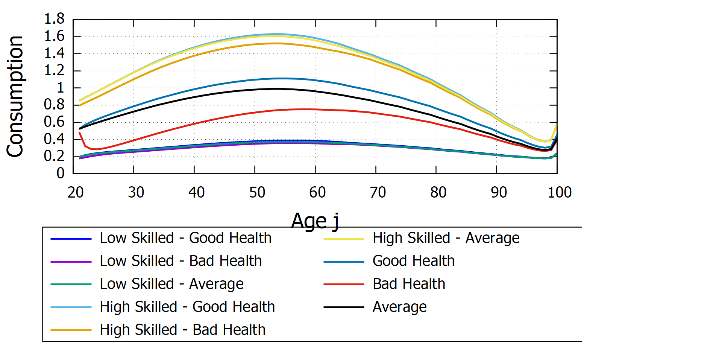 1.8
1.6
1.4
1.2
1
0.8
0.6
0.4
0.2
0
Consumption
20 30 40 50 60 70 80 90 100
Age j
Low Skilled - Good Health
Low Skilled - Bad Health
Low Skilled - Average
High Skilled - Good Health
High Skilled - Bad Health
High Skilled - Average
Good Health
Bad Health
Average